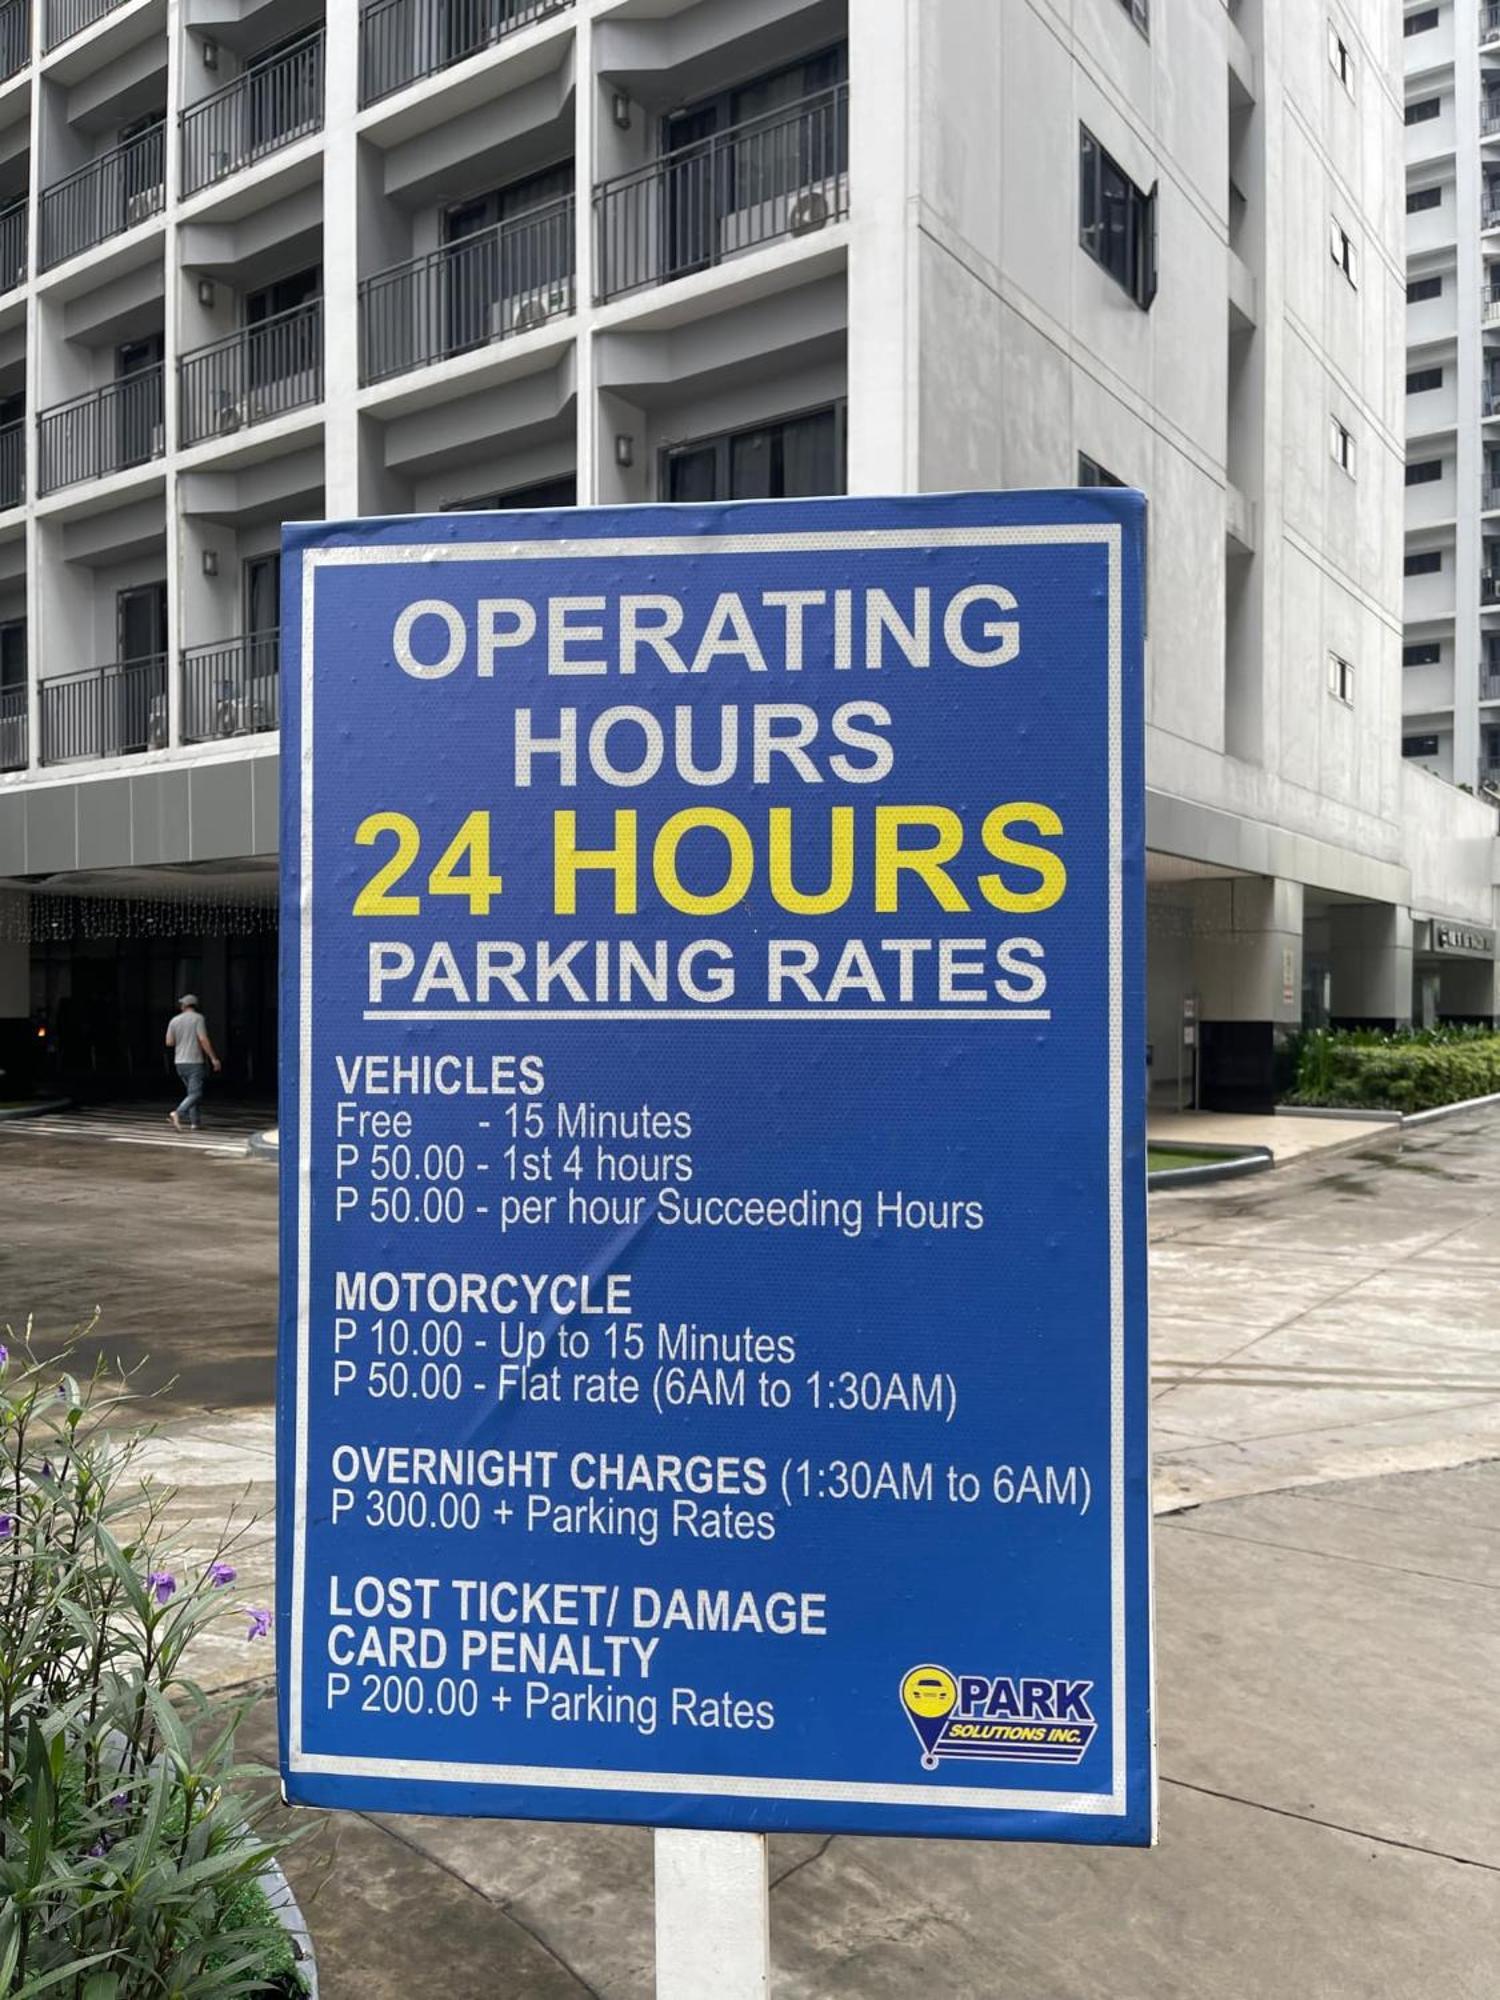 OPERATING
HOURS
24 HOURS
PARKING RATES
VEHICLES
Free - 15 Minutes
P 50.00 - 1st 4 hours
P 50.00 - per hour Succeeding Hours
MOTORCYCLE
P 10.00 - Up to 15 Minutes
P 50.00 - Flat rate (6AM to 1:30AM)
OVERNIGHT CHARGES (1:30AM to 6AM)
P 300.00 + Parking Rates
LOST TICKET/ DAMAGE
CARD PENALTY
P 200.00 + Parking Rates
PARK
SOLUTIONS INC.